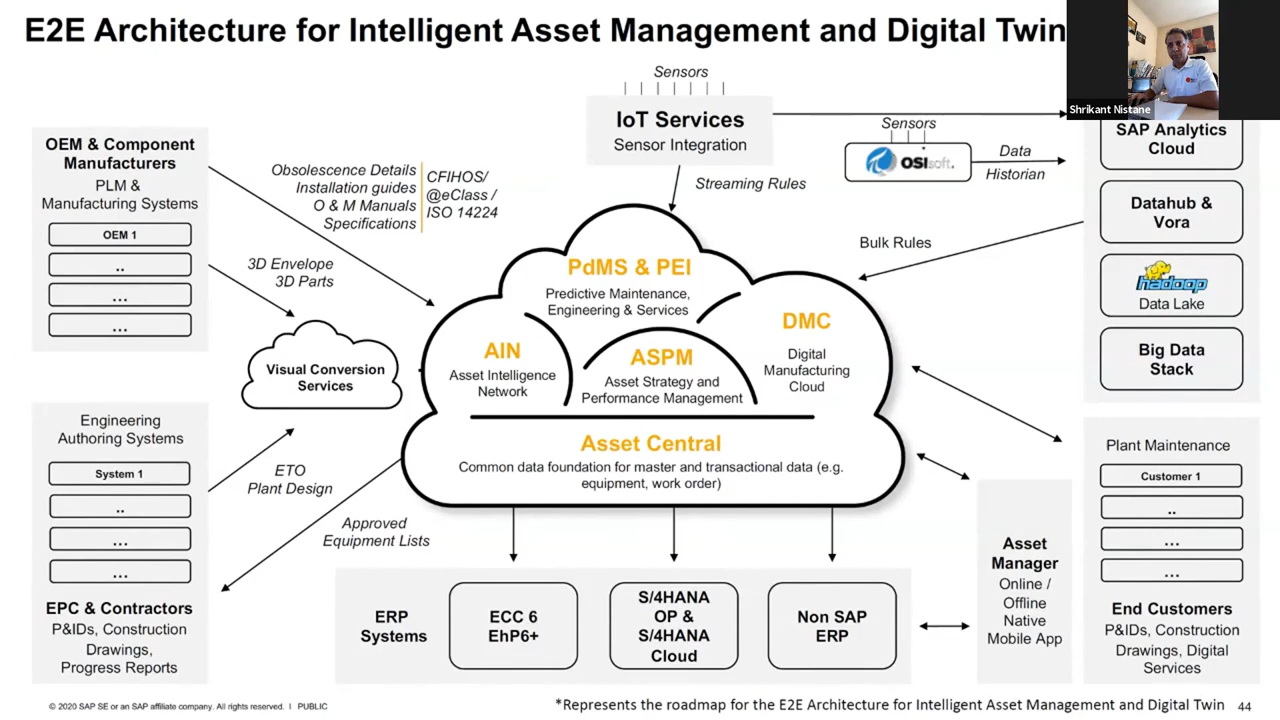 E2E Architecture for Intelligent Asset Management and Digital Twin
Shrikant Nistane
Sensors
IoT Services
Sensor Integration
Sensors
OSIsoft.
Data
Historian
Streaming Rules
Bulk Rules
SAP Analytics
Cloud
Datahub &
Vora
hadoop
Data Lake
Big Data
Stack
OEM & Component
Manufacturers
PLM &
Manufacturing Systems
OEM 1
..
...
...
Obsolescence Details
Installation guides
O & M Manuals
Specifications
CFIHOS/
@eClass /
ISO 14224
3D Envelope
3D Parts
Visual Conversion
Services
PdMS & PEI
Predictive Maintenance,
Engineering & Services
AIN
Asset Intelligence
Network
ASPM
Asset Strategy and
Performance Management
DMC
Digital
Manufacturing
Cloud
Asset Central
Common data foundation for master and transactional data (e.g.
equipment, work order)
Engineering
Authoring Systems
System 1
..
...
...
EPC & Contractors
P&IDs, Construction
Drawings,
Progress Reports
ETO
Plant Design
Approved
Equipment Lists
ERP
Systems
ECC 6
EhP6+
S/4HANA
OP &
S/4HANA
Cloud
Non SAP
ERP
Asset
Manager
Online /
Offline
Native
Mobile App
Plant Maintenance
Customer 1
..
...
...
End Customers
P&IDs, Construction
Drawings, Digital
Services
© 2020 SAP SE or an SAP affiliate company. All rights reserved. I PUBLIC
*Represents the roadmap for the E2E Architecture for Intelligent Asset Management and Digital Twin
44